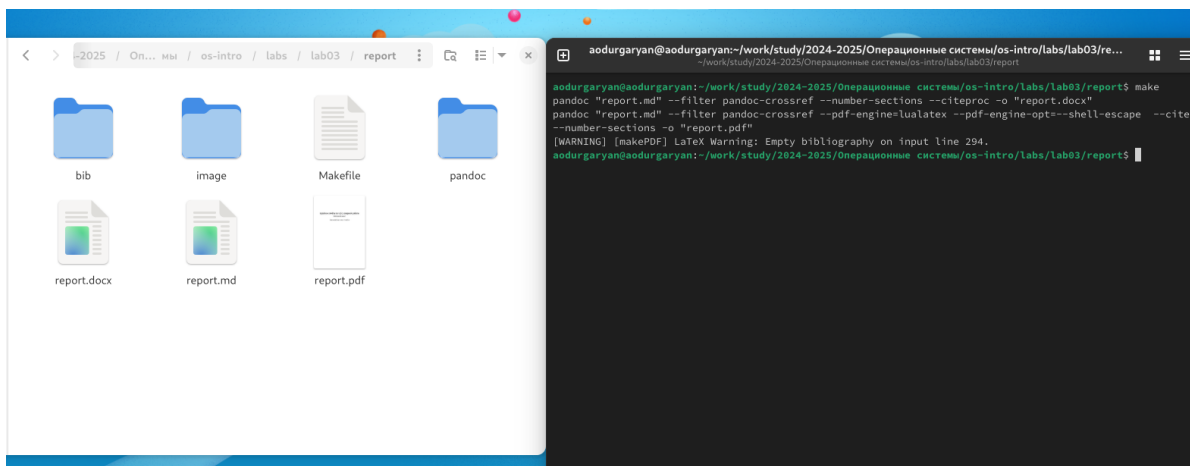 -2025 / Оп... мы / os-intro / labs / lab03 / report
bib
image
Makefile
pandoc
report.docx
report.md
report.pdf
aodurgaryan@aodurgaryan:~/work/study/2024-2025/Операционные системы/os-intro/labs/lab03/re...
~/work/study/2024-2025/Операционные системы/os-intro/labs/lab03/report
aodurgaryan@aodurgaryan:~/work/study/2024-2025/Операционные системы/os-intro/labs/lab03/report$ make
pandoc "report.md" --filter pandoc-crossref --number-sections --citeproc -o "report.docx"
pandoc "report.md" --filter pandoc-crossref --pdf-engine=lualatex --pdf-engine-opt=--shell-escape --cite
--number-sections -o "report.pdf"
[WARNING] [makePDF] LaTeX Warning: Empty bibliography on input line 294.
aodurgaryan@aodurgaryan:~/work/study/2024-2025/Операционные системы/os-intro/labs/lab03/report$